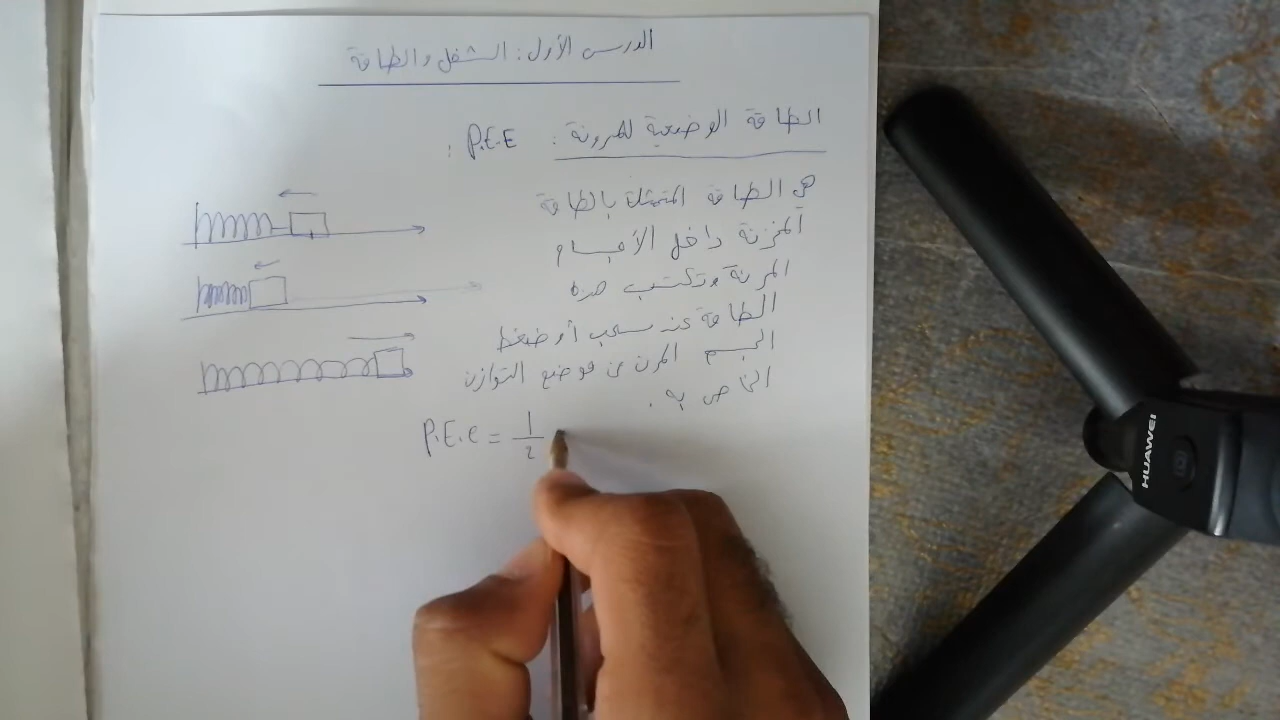 الدرس الأول: الشغل والطاقة
الطاقة الوضعية للمرونة: P.E.E :
هي الطاقة المتمثلة بالطاقة
المخزنة داخل الأجسام
المرنة وتكتسب هذه
الطاقة عند سحب أو ضغط
الجسم المرن عن موضع التوازن
الخاص به.
P.E.e = 1/2
HUAWEI